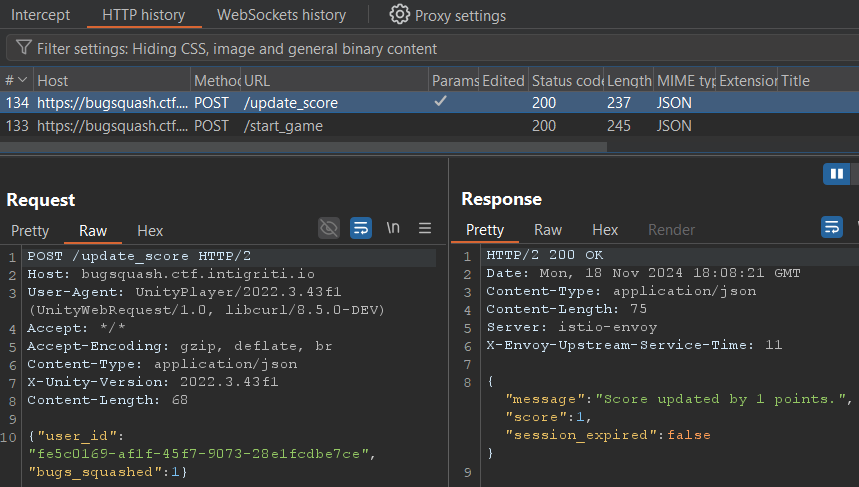 Intercept HTTP history WebSockets history Proxy settings
Filter settings: Hiding CSS, image and general binary content
# Host Method URL Params Edited Status code Length MIME typ Extension Title
134 https://bugsquash.ctf.... POST /update_score ✓ 200 237 JSON
133 https://bugsquash.ctf.... POST /start_game 200 245 JSON
Request
Pretty Raw Hex \n
1 POST /update_score HTTP/2
2 Host: bugsquash.ctf.intigriti.io
3 User-Agent: UnityPlayer/2022.3.43f1
(UnityWebRequest/1.0, libcurl/8.5.0-DEV)
4 Accept: */*
5 Accept-Encoding: gzip, deflate, br
6 Content-Type: application/json
7 X-Unity-Version: 2022.3.43f1
8 Content-Length: 68
9
10 {"user_id":
"fe5c0169-af1f-45f7-9073-28e1fcdbe7ce",
"bugs_squashed":1}
Response
Pretty Raw Hex Render
1 HTTP/2 200 OK
2 Date: Mon, 18 Nov 2024 18:08:21 GMT
3 Content-Type: application/json
4 Content-Length: 75
5 Server: istio-envoy
6 X-Envoy-Upstream-Service-Time: 11
7
8 {
"message":"Score updated by 1 points.",
"score":1,
"session_expired":false
}
9